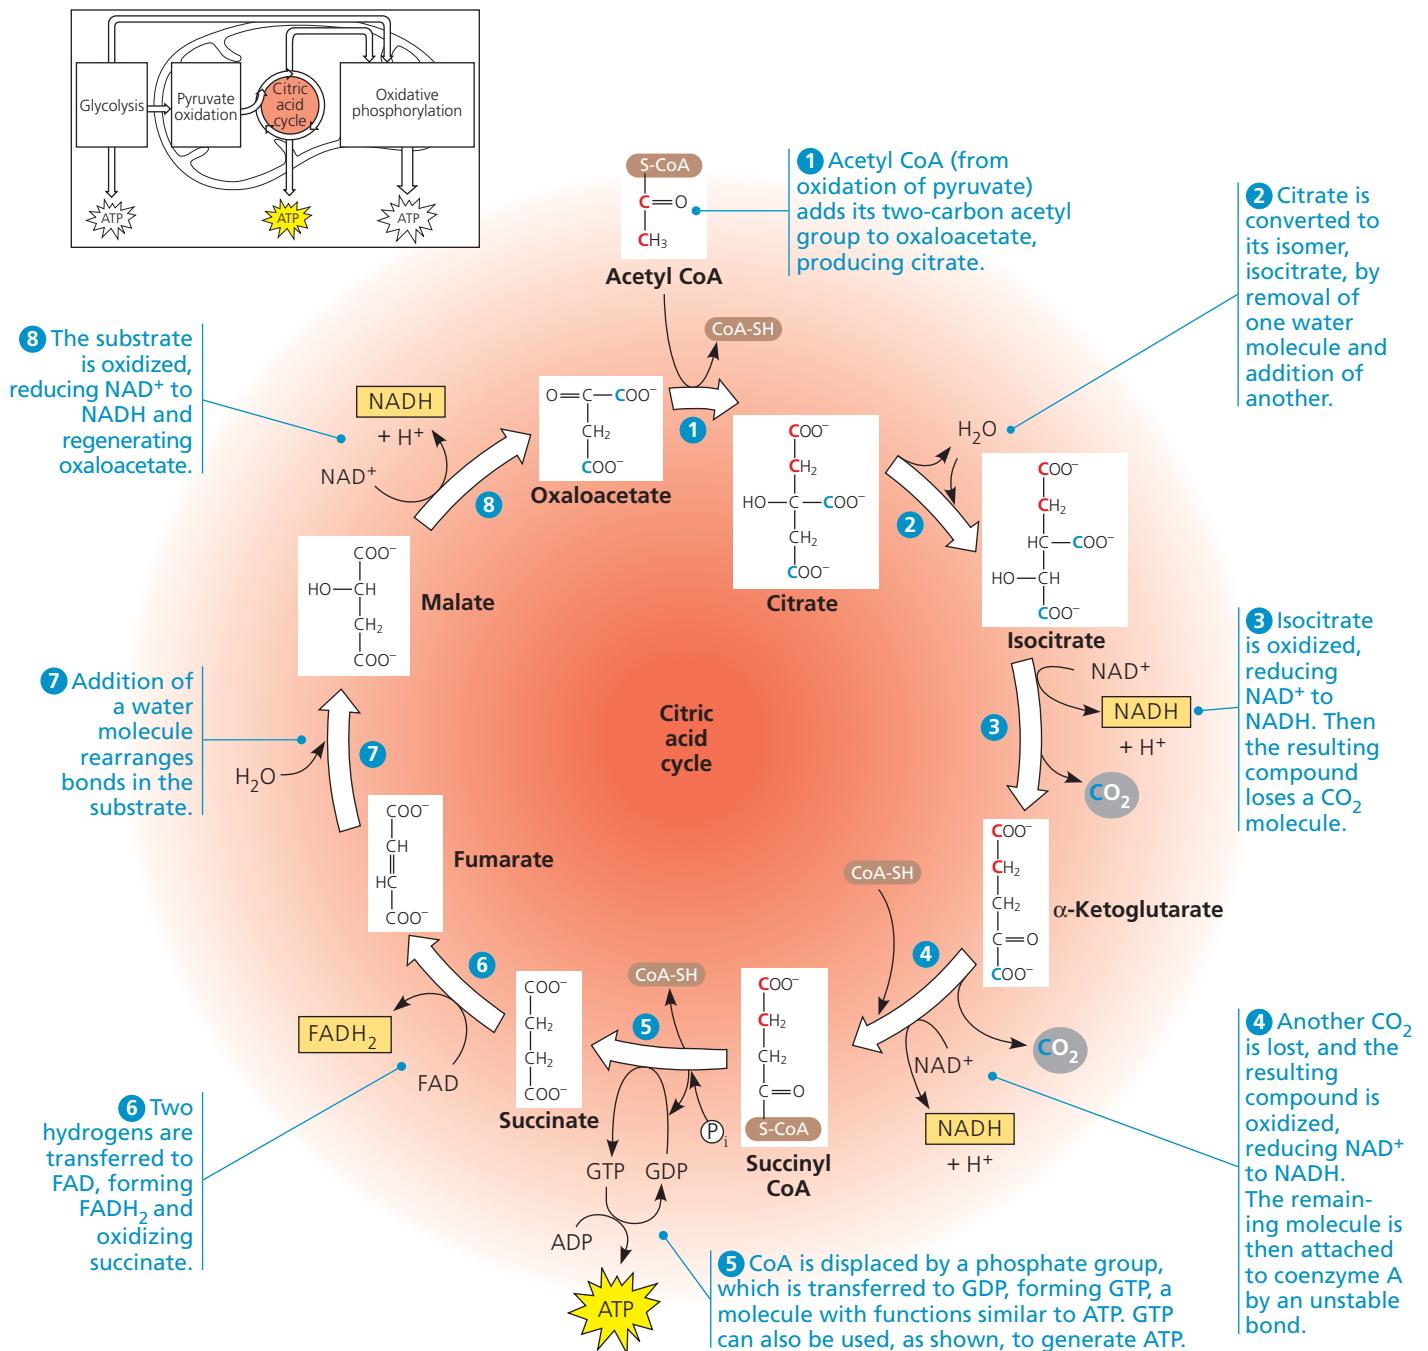 Glycolysis
Pyruvate
oxidation
Citric
acid
cycle
Oxidative
phosphorylation
ATP
ATP
ATP
S-CoA
C=O
CH₃
Acetyl CoA
1 Acetyl CoA (from
oxidation of pyruvate)
adds its two-carbon acetyl
group to oxaloacetate,
producing citrate.
CoA-SH
1
O=C—COO⁻
CH₂
COO⁻
Oxaloacetate
COO⁻
CH₂
HO—C—COO⁻
CH₂
COO⁻
Citrate
2 Citrate is
converted to
its isomer,
isocitrate, by
removal of
one water
molecule and
addition of
another.
H₂O
2
COO⁻
CH₂
HC—COO⁻
HO—CH
COO⁻
Isocitrate
3 Isocitrate
is oxidized,
reducing
NAD⁺ to
NADH. Then
the resulting
compound
loses a CO₂
molecule.
NAD⁺
NADH
+ H⁺
3
CO₂
COO⁻
CH₂
CH₂
C=O
COO⁻
α-Ketoglutarate
CoA-SH
4
CO₂
NAD⁺
NADH
+ H⁺
4 Another CO₂
is lost, and the
resulting
compound is
oxidized,
reducing NAD⁺
to NADH.
The remain-
ing molecule is
then attached
to coenzyme A
by an unstable
bond.
COO⁻
CH₂
CH₂
C=O
S-CoA
Succinyl
CoA
CoA-SH
5
Pi
GTP
GDP
ADP
ATP
5 CoA is displaced by a phosphate group,
which is transferred to GDP, forming GTP, a
molecule with functions similar to ATP. GTP
can also be used, as shown, to generate ATP.
COO⁻
CH₂
CH₂
COO⁻
Succinate
6
FADH₂
FAD
6 Two
hydrogens are
transferred to
FAD, forming
FADH₂ and
oxidizing
succinate.
COO⁻
CH
HC
COO⁻
Fumarate
7
H₂O
7 Addition of
a water
molecule
rearranges
bonds in the
substrate.
COO⁻
HO—CH
CH₂
COO⁻
Malate
8
NAD⁺
NADH
+ H⁺
8 The substrate
is oxidized,
reducing NAD⁺ to
NADH and
regenerating
oxaloacetate.
Citric
acid
cycle